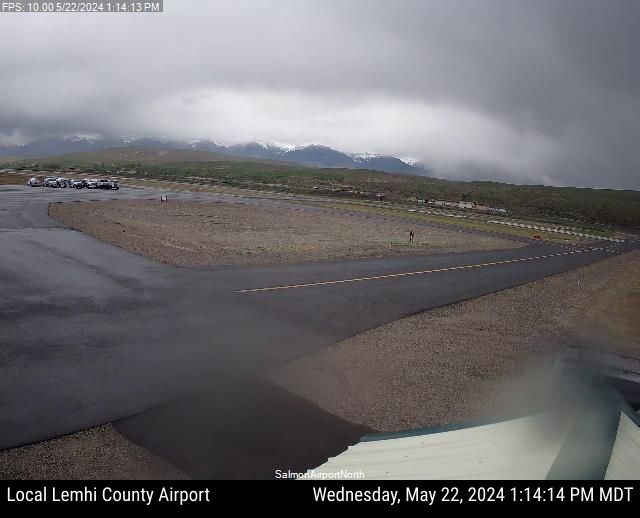 FPS: 10.00 5/22/2024 1:14:13 PM
SalmonAirportNorth
Local Lemhi County Airport Wednesday, May 22, 2024 1:14:14 PM MDT